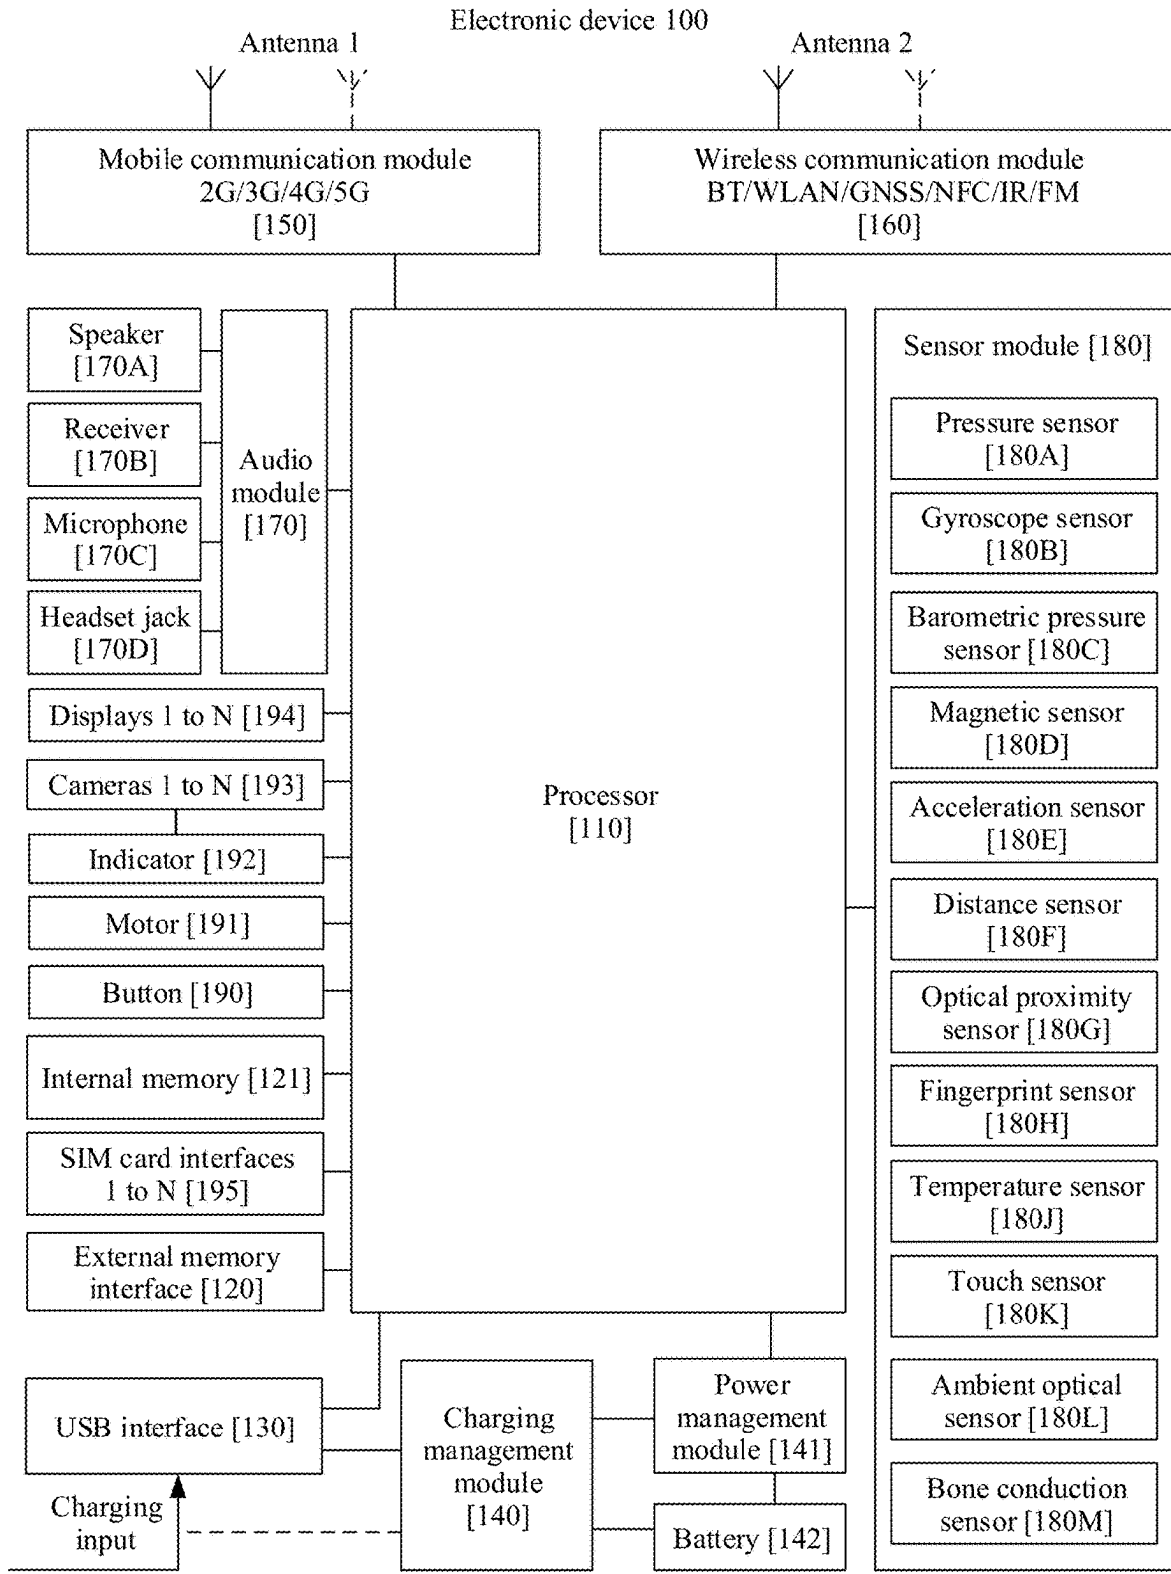 Electronic device 100
Antenna 1
Antenna 2
Mobile communication module
2G/3G/4G/5G
[150]
Wireless communication module
BT/WLAN/GNSS/NFC/IR/FM
[160]
Speaker
[170A]
Receiver
[170B]
Microphone
[170C]
Headset jack
[170D]
Audio
module
[170]
Displays 1 to N [194]
Cameras 1 to N [193]
Indicator [192]
Motor [191]
Button [190]
Internal memory [121]
SIM card interfaces
1 to N [195]
External memory
interface [120]
Processor
[110]
Sensor module [180]
Pressure sensor
[180A]
Gyroscope sensor
[180B]
Barometric pressure
sensor [180C]
Magnetic sensor
[180D]
Acceleration sensor
[180E]
Distance sensor
[180F]
Optical proximity
sensor [180G]
Fingerprint sensor
[180H]
Temperature sensor
[180J]
Touch sensor
[180K]
Ambient optical
sensor [180L]
Bone conduction
sensor [180M]
USB interface [130]
Charging
input
Charging
management
module
[140]
Power
management
module [141]
Battery [142]